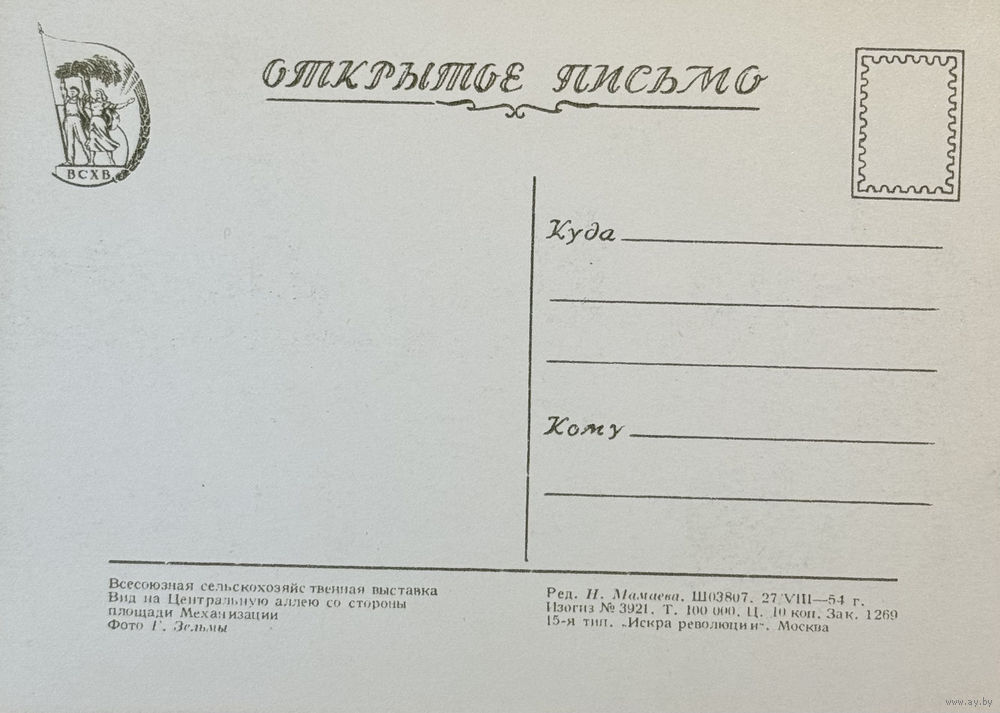 ОТКРЫТОЕ ПИСЬМО
ВСХВ
Куда
Кому
Всесоюзная сельскохозяйственная выставка
Вид на Центральную аллею со стороны
площади Механизации
Фото Г. Зельмы
Ред. Н. Мамаева. Ш03807. 27/VIII—54 г.
Изогиз № 3921. Т. 100 000. Ц. 10 коп. Зак. 1269
15-я тип. „Искра революции“. Москва
www.ay.by